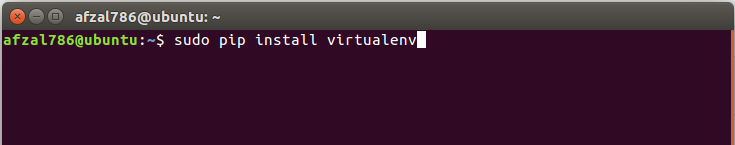 afzal786@ubuntu: ~
afzal786@ubuntu:~$ sudo pip install virtualenv